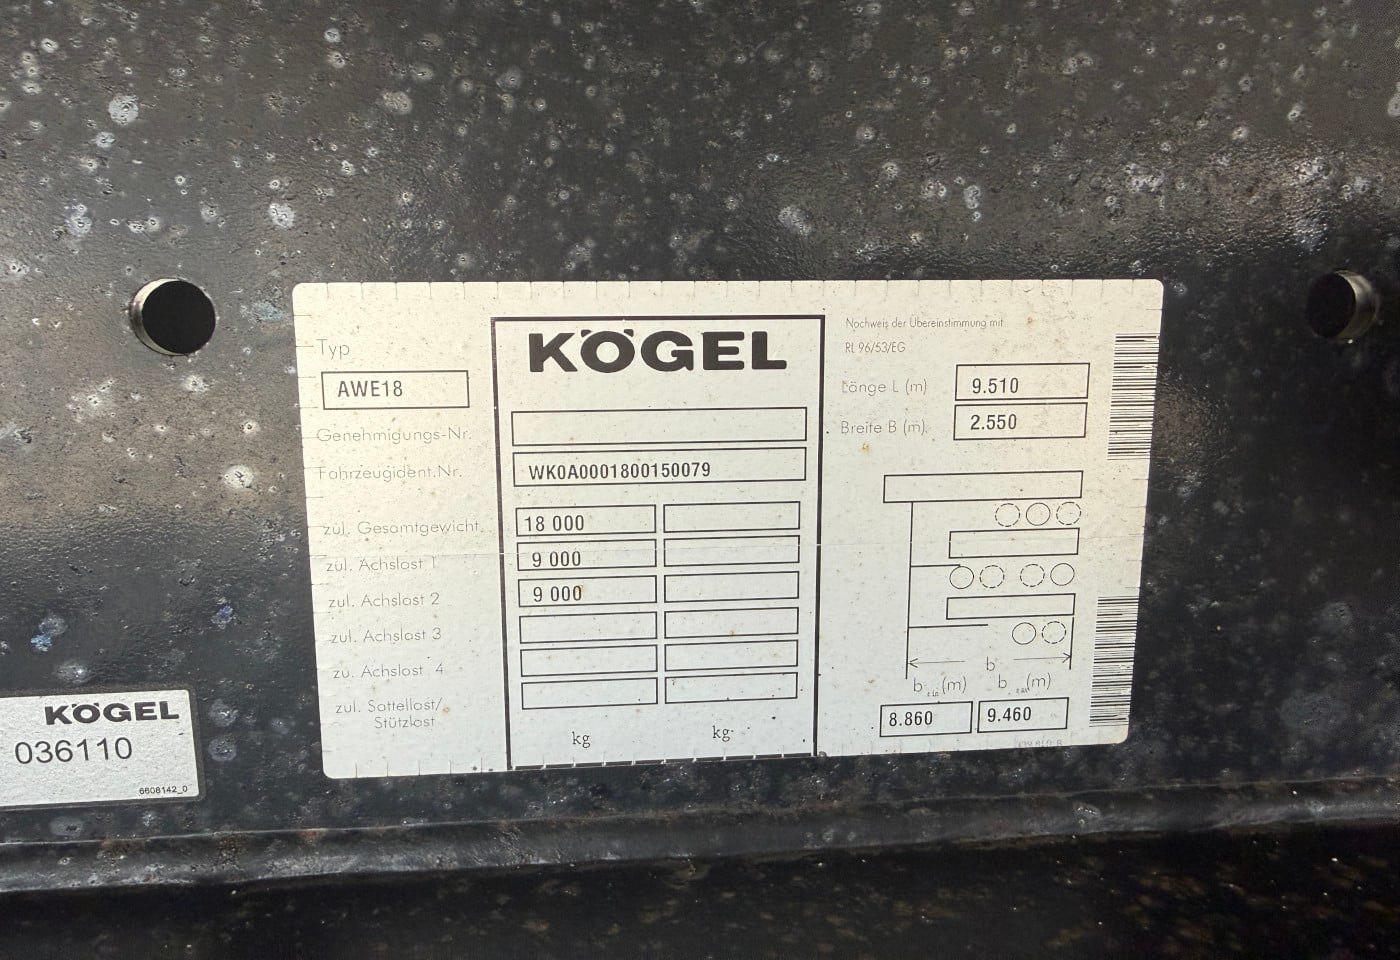 KÖGEL
Typ
AWE18
Genehmigungs-Nr.
Fahrzeugident.Nr.
WK0A0001800150079
zul. Gesamtgewicht
18 000
zul. Achslast 1
9 000
zul. Achslast 2
9 000
zul. Achslast 3
zu. Achslast 4
zul. Sattellast/
Stützlast
kg
kg
Nachweis der Übereinstimmung mit
RL 96/53/EG
Länge L (m)
9.510
Breite B (m)
2.550
b
b (m)
b (m)
8.860
9.460
KÖGEL
036110
6608142_0